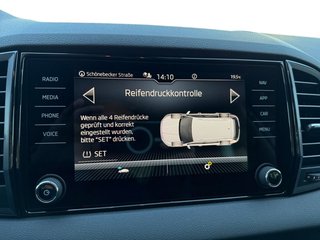 RADIO
MEDIA
PHONE
VOICE
Schönebecker Straße
14:10
19.5°C
Reifendruckkontrolle
Wenn alle 4 Reifendrücke
geprüft und korrekt
eingestellt wurden,
bitte "SET" drücken.
SET
NAV
APP
CAR
MENU